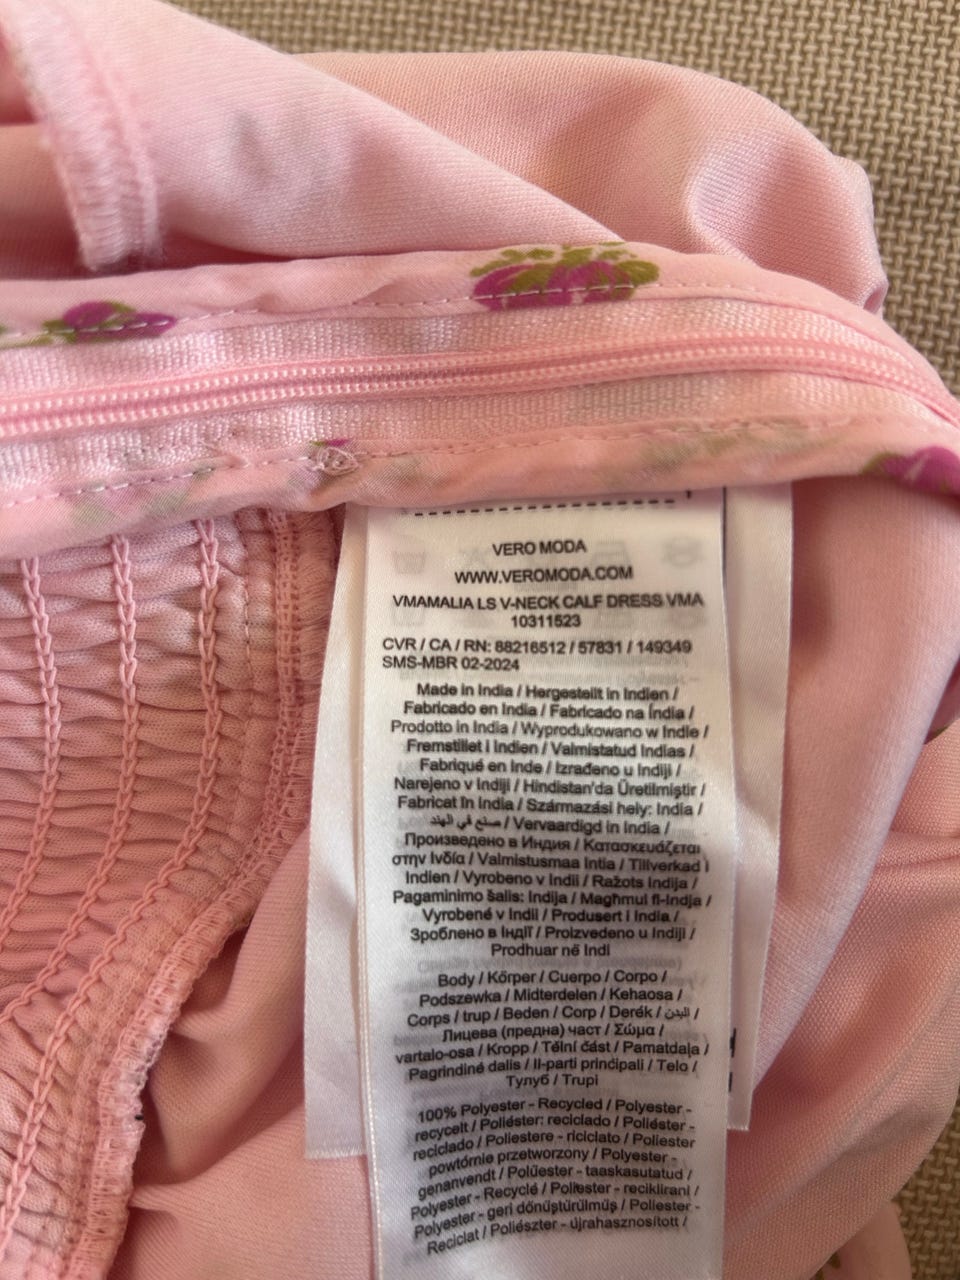 VERO MODA
WWW.VEROMODA.COM
VMAMALIA LS V-NECK CALF DRESS VMA
10311523
CVR / CA / RN: 88216512 / 57831 / 149349
SMS-MBR 02-2024
Made in India / Hergestellt in Indien /
Fabricado en India / Fabricado na Índia /
Prodotto in India / Wyprodukowano w Indie /
Fremstillet i Indien / Valmistatud Indias /
Fabriqué en Inde / Izrađeno u Indiji /
Narejeno v Indiji / Hindistan'da Üretilmiştir /
Fabricat în India / Származási hely: India /
صنع في الهند / Vervaardigd in India /
Произведено в Индия / Κατασκευάζεται
στην Ινδία / Valmistusmaa Intia / Tillverkad i
Indien / Vyrobeno v Indii / Ražots Indija /
Pagaminimo šalis: Indija / Magħmul fl-Indja /
Vyrobené v Indii / Produsert i India /
Зроблено в Індії / Proizvedeno u Indiji /
Prodhuar në Indi
Body / Körper / Cuerpo / Corpo /
Podszewka / Midterdelen / Kehaosa /
Corps / trup / Beden / Corp / Derék / البدن /
Лицева (предна) част / Σώμα /
vartalo-osa / Kropp / Tělní část / Pamatdaļa /
Pagrindinė dalis / Il-parti prinċipali / Telo /
Тулуб / Trupi
100% Polyester - Recycled / Polyester -
recycelt / Poliéster: reciclado / Poliéster -
reciclado / Poliestere - riciclato / Poliester
powtórnie przetworzony / Polyester -
genanvendt / Polüester - taaskasutatud /
Polyester - Recyclé / Poliester - reciklirani /
Polyester - geri dönüştürülmüş / Poliester -
Reciclat / Poliészter - újrahasznosított /